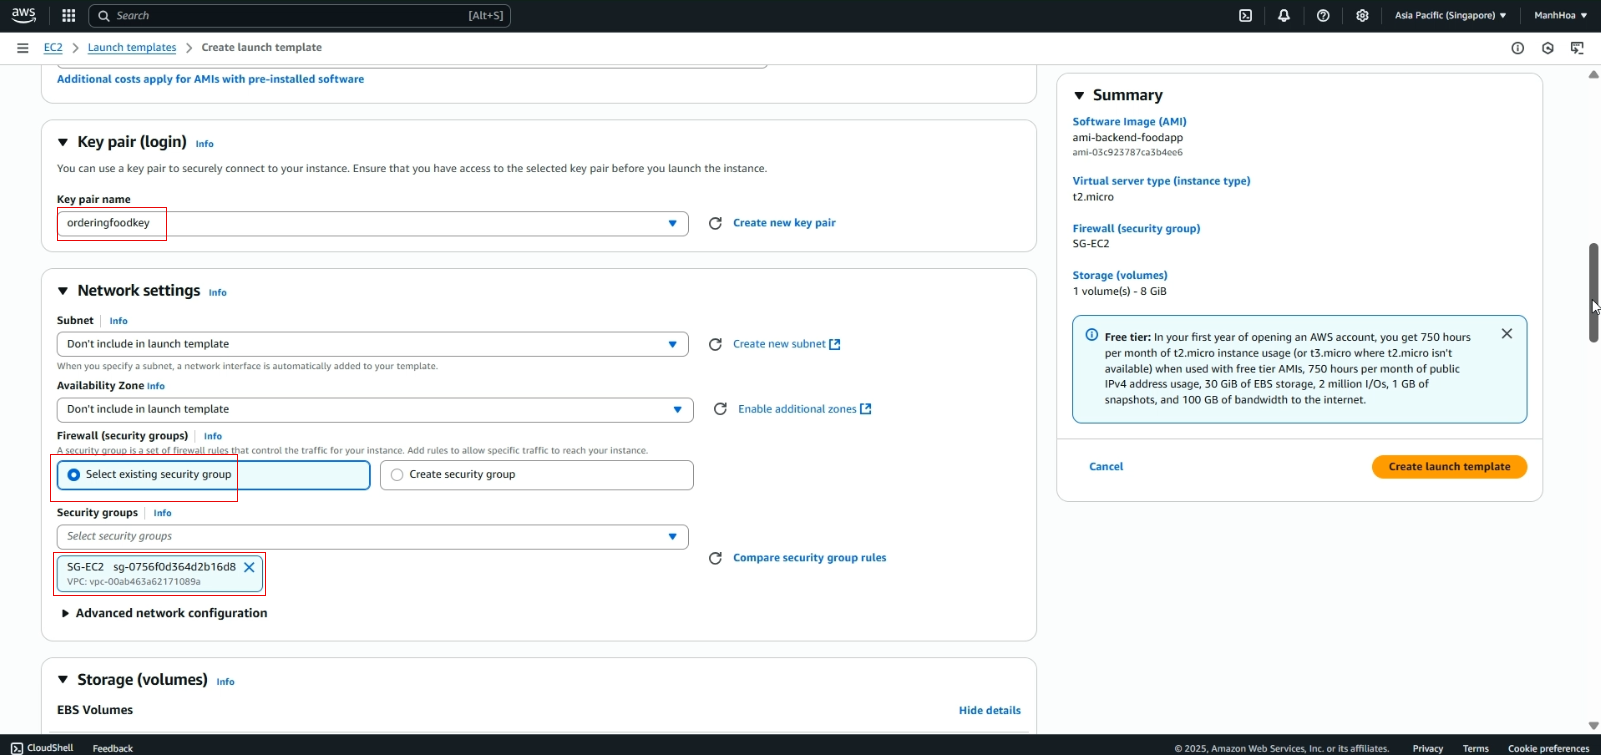 aws
Search
[Alt+S]
Asia Pacific (Singapore)
ManhHoa
EC2
Launch templates
Create launch template
Additional costs apply for AMIs with pre-installed software
Key pair (login) Info
You can use a key pair to securely connect to your instance. Ensure that you have access to the selected key pair before you launch the instance.
Key pair name
orderingfoodkey
Create new key pair
Network settings Info
Subnet Info
Don't include in launch template
Create new subnet
When you specify a subnet, a network interface is automatically added to your template.
Availability Zone Info
Don't include in launch template
Enable additional zones
Firewall (security groups) Info
A security group is a set of firewall rules that control the traffic for your instance. Add rules to allow specific traffic to reach your instance.
Select existing security group
Create security group
Security groups Info
Select security groups
SG-EC2 sg-0756f0d364d2b16d8
VPC: vpc-00ab463a62171089a
Compare security group rules
Advanced network configuration
Storage (volumes) Info
EBS Volumes
Hide details
Summary
Software Image (AMI)
ami-backend-foodapp
ami-03c923787ca3b4ee6
Virtual server type (instance type)
t2.micro
Firewall (security group)
SG-EC2
Storage (volumes)
1 volume(s) - 8 GiB
Free tier: In your first year of opening an AWS account, you get 750 hours
per month of t2.micro instance usage (or t3.micro where t2.micro isn't
available) when used with free tier AMIs, 750 hours per month of public
IPv4 address usage, 30 GiB of EBS storage, 2 million I/Os, 1 GB of
snapshots, and 100 GB of bandwidth to the internet.
Cancel
Create launch template
CloudShell
Feedback
© 2025, Amazon Web Services, Inc. or its affiliates.
Privacy
Terms
Cookie preferences